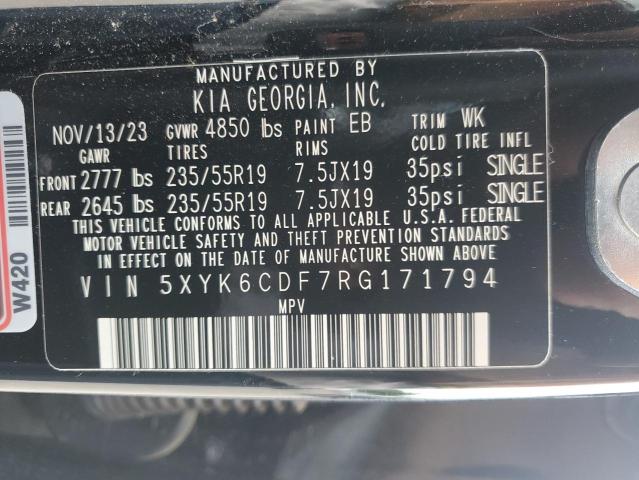 MANUFACTURED BY
KIA GEORGIA, INC.
NOV/13/23 GVWR 4850 lbs PAINT EB TRIM WK
GAWR TIRES RIMS COLD TIRE INFL
FRONT 2777 lbs 235/55R19 7.5JX19 35psi SINGLE
REAR 2645 lbs 235/55R19 7.5JX19 35psi SINGLE
THIS VEHICLE CONFORMS TO ALL APPLICABLE U.S.A. FEDERAL
MOTOR VEHICLE SAFETY AND THEFT PREVENTION STANDARDS
IN EFFECT ON THE DATE OF MANUFACTURE SHOWN ABOVE
VIN 5XYK6CDF7RG171794
MPV
W420